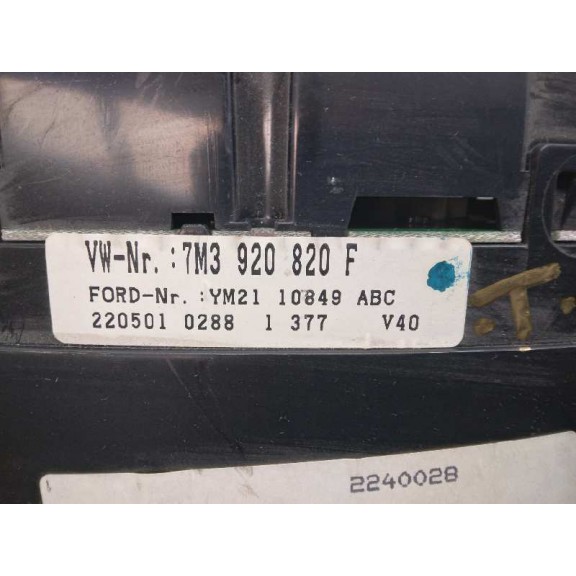 VW-Nr. :7M3 920 820 F
FORD-Nr. :YM21 10849 ABC
220501 0288 1 377 V40
2240028